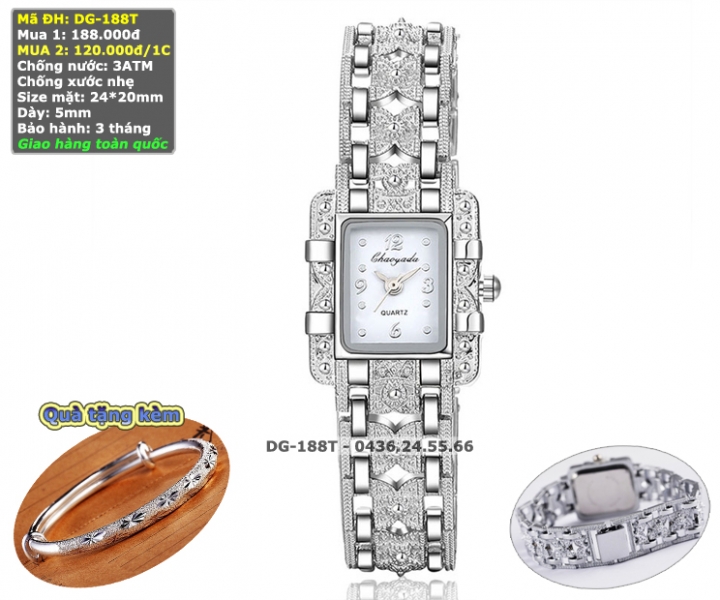 Mã ĐH: DG-188T
Mua 1: 188.000đ
MUA 2: 120.000đ/1C
Chống nước: 3ATM
Chống xước nhẹ
Size mặt: 24*20mm
Dày: 5mm
Bảo hành: 3 tháng
Giao hàng toàn quốc
12
Chaoyada
9 3
QUARTZ
6
Quà tặng kèm
DG-188T - 0436,24.55.66